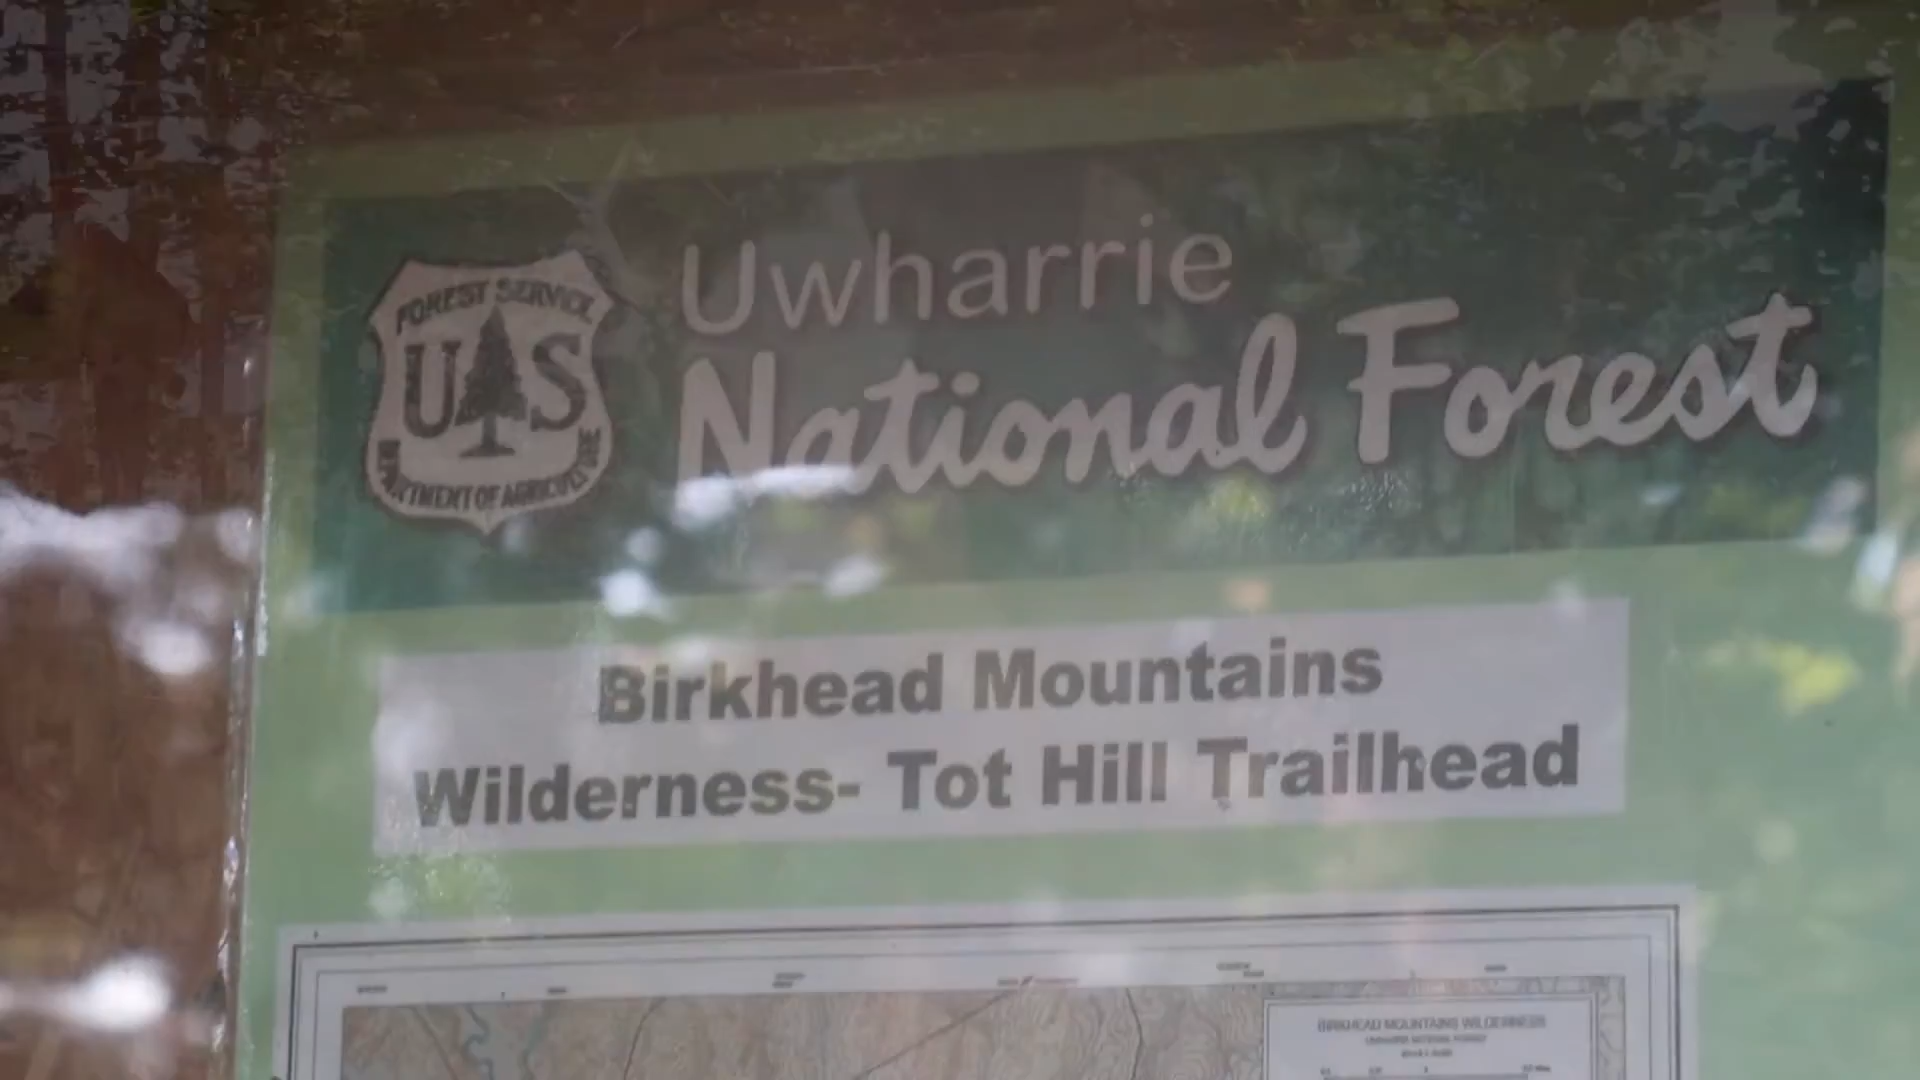 FOREST SERVICE
U S
DEPARTMENT OF AGRICULTURE
Uwharrie
National Forest
Birkhead Mountains
Wilderness- Tot Hill Trailhead
BIRKHEAD MOUNTAINS WILDERNESS
UWHARRIE NATIONAL FOREST